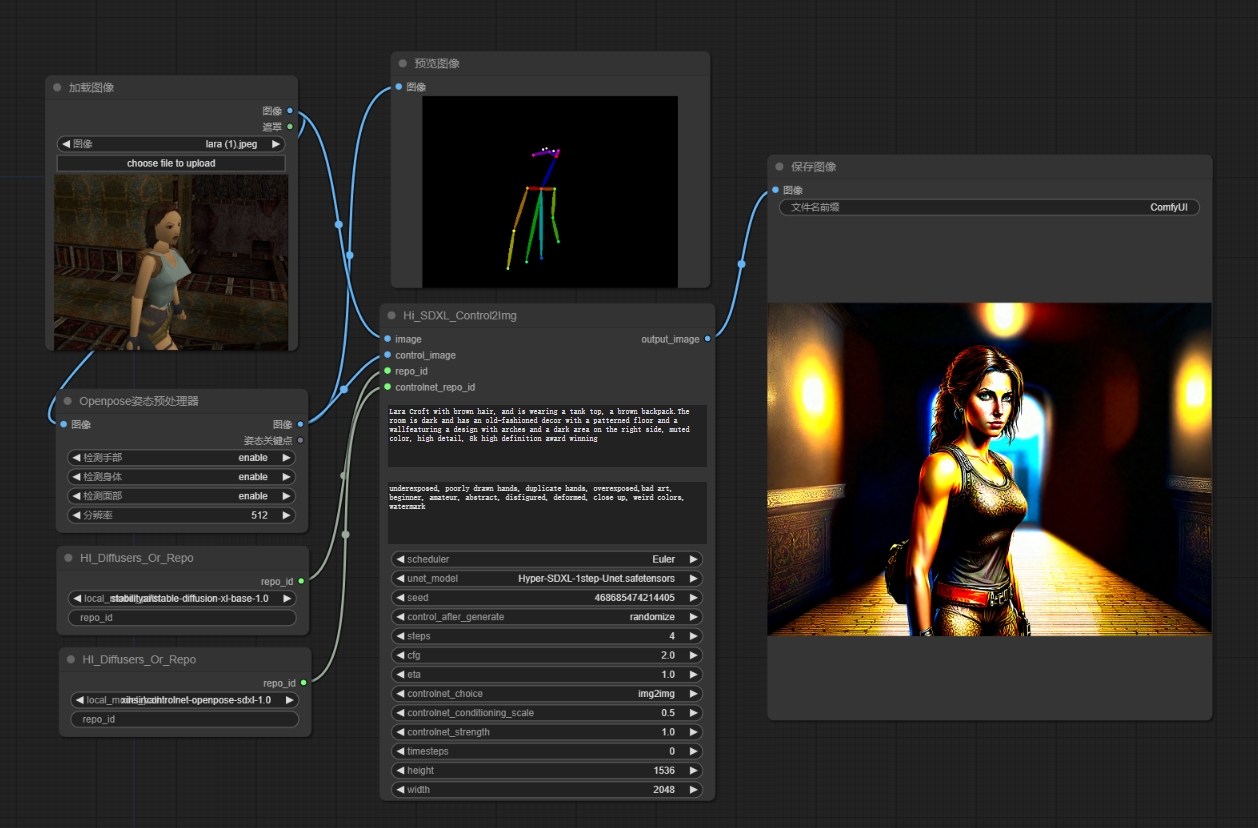 加载图像
图像
遮罩
图像 lara (1).jpeg
choose file to upload
Openpose姿态预处理器
图像 图像
姿态关键点
检测手部 enable
检测身体 enable
检测面部 enable
分辨率 512
HI_Diffusers_Or_Repo
repo_id
stable-diffusion-xl-base-1.0
repo_id
HI_Diffusers_Or_Repo
repo_id
controlnet-openpose-sdxl-1.0
repo_id
预览图像
图像
Hi_SDXL_Control2Img
image output_image
control_image
repo_id
controlnet_repo_id
Lara Croft with brown hair, and is wearing a tank top, a brown backpack.The
room is dark and has an old-fashioned decor with a patterned floor and a
wallfeaturing a design with arches and a dark area on the right side, muted
color, high detail, 8k high definition award winning
underexposed, poorly drawn hands, duplicate hands, overexposed,bad art,
beginner, amateur, abstract, disfigured, deformed, close up, weird colors,
watermark
scheduler Euler
unet_model Hyper-SDXL-1step-Unet.safetensors
seed 468685474214405
control_after_generate randomize
steps 4
cfg 2.0
eta 1.0
controlnet_choice img2img
controlnet_conditioning_scale 0.5
controlnet_strength 1.0
timesteps 0
height 1536
width 2048
保存图像
图像
文件名前缀 ComfyUI